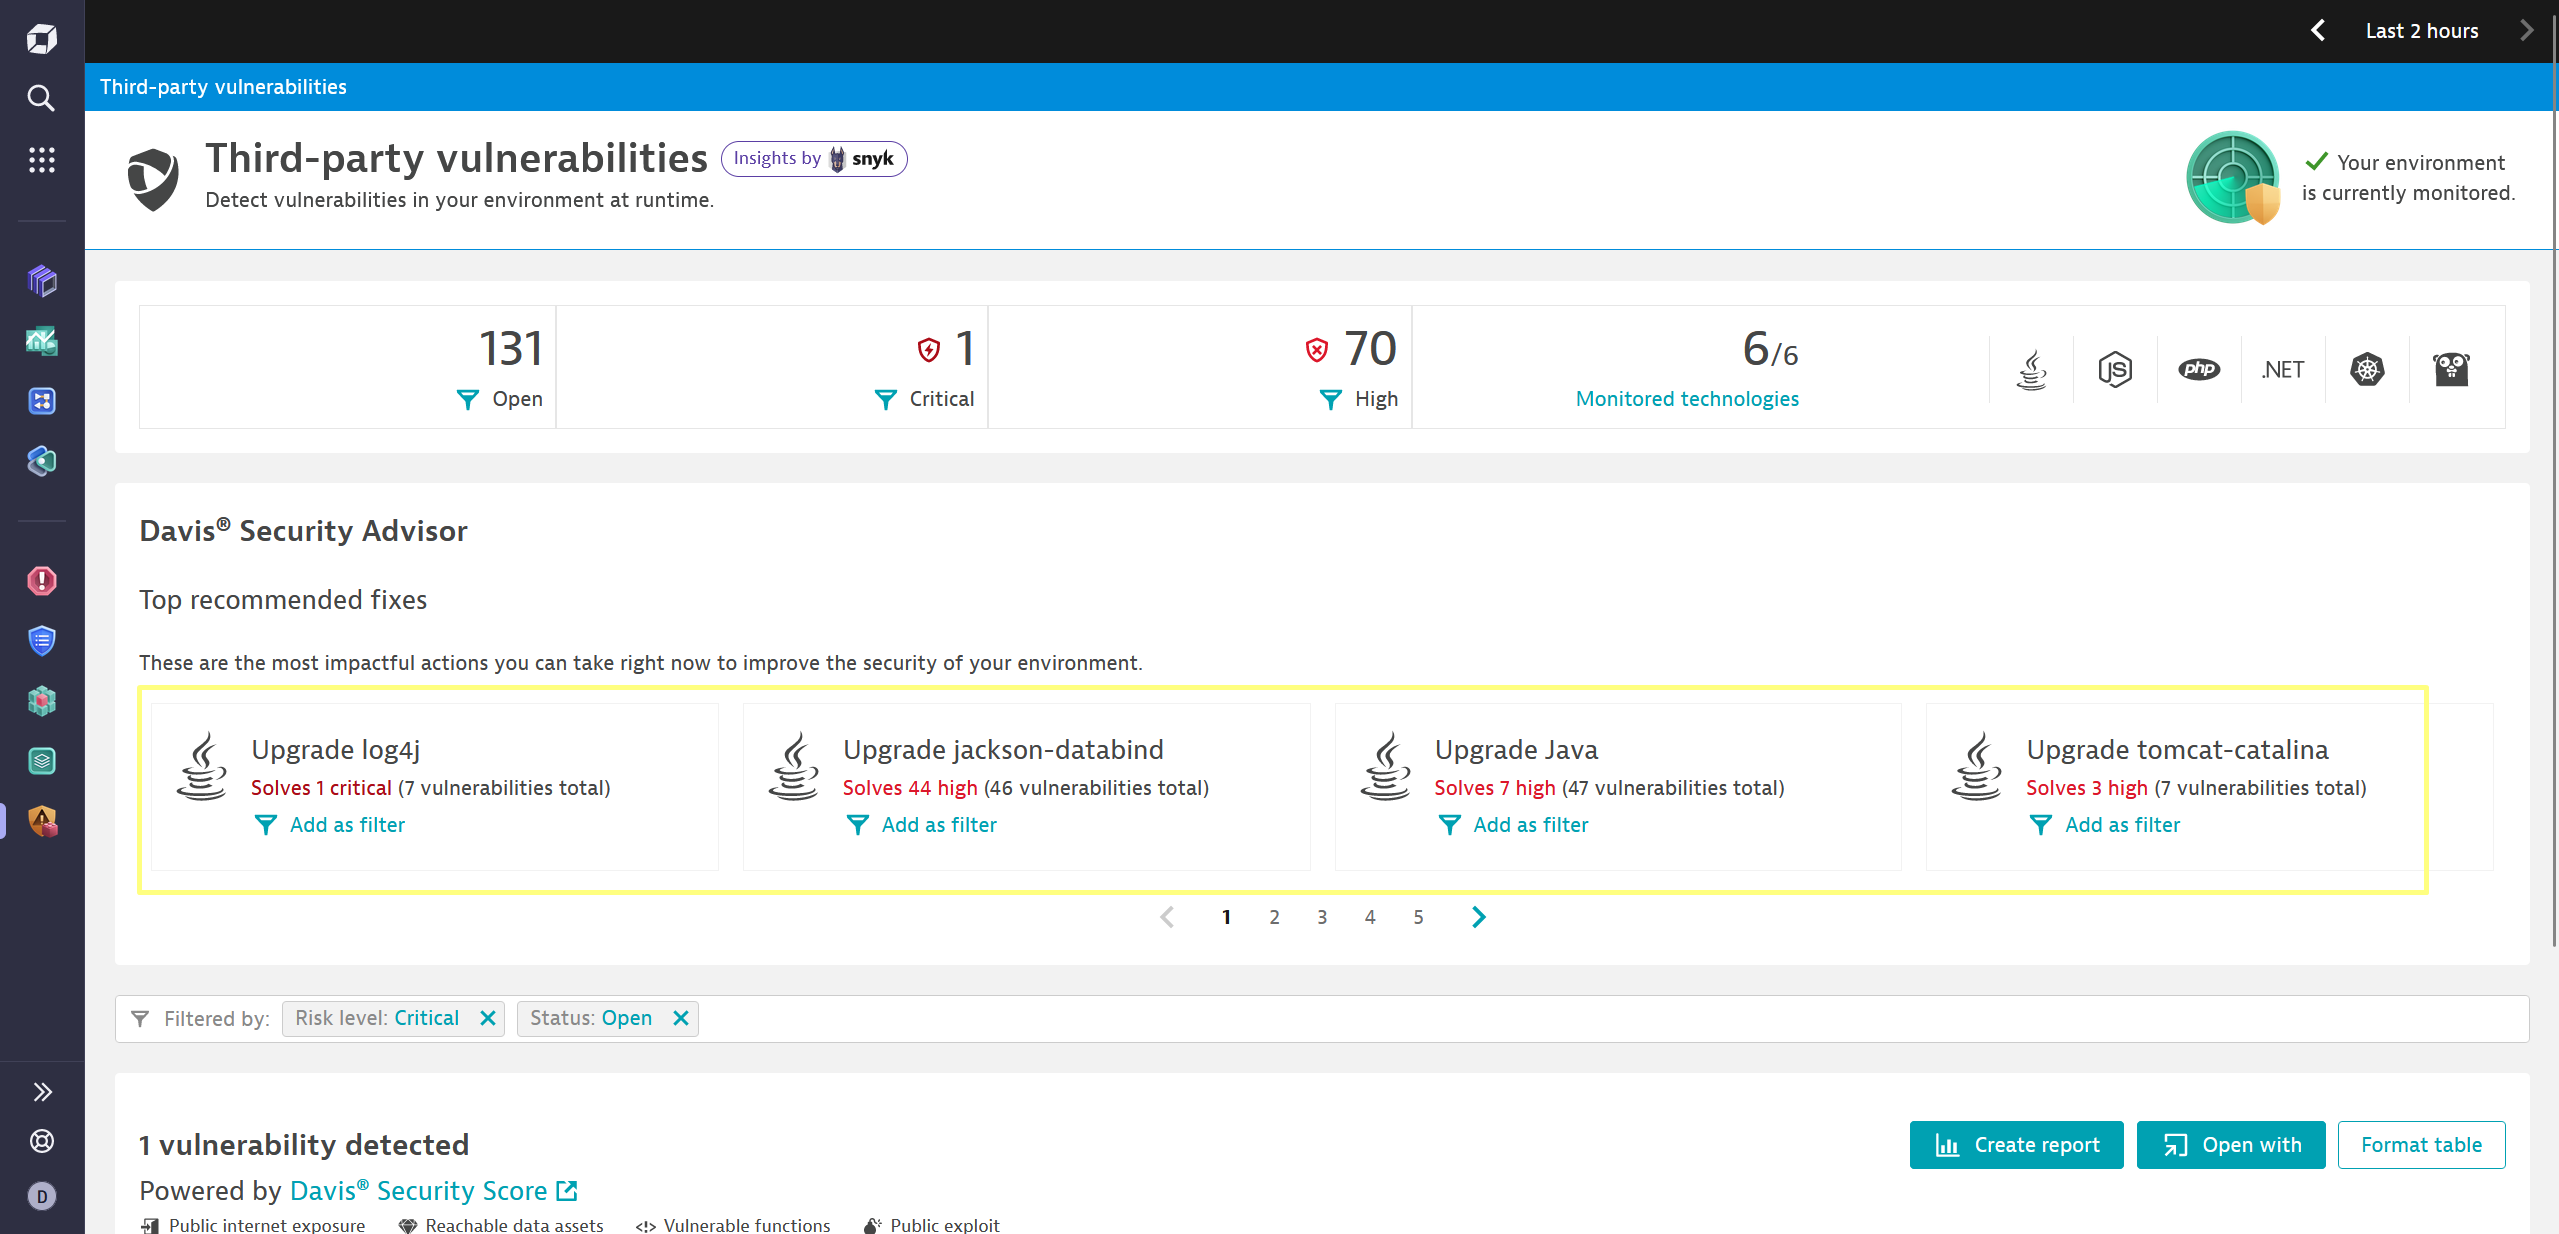 Last 2 hours
Third-party vulnerabilities
Third-party vulnerabilities
Insights by snyk
Detect vulnerabilities in your environment at runtime.
Your environment
is currently monitored.
131
Open
1
Critical
70
High
6/6
Monitored technologies
JS
php
.NET
Davis® Security Advisor
Top recommended fixes
These are the most impactful actions you can take right now to improve the security of your environment.
Upgrade log4j
Solves 1 critical (7 vulnerabilities total)
Add as filter
Upgrade jackson-databind
Solves 44 high (46 vulnerabilities total)
Add as filter
Upgrade Java
Solves 7 high (47 vulnerabilities total)
Add as filter
Upgrade tomcat-catalina
Solves 3 high (7 vulnerabilities total)
Add as filter
1 2 3 4 5
Filtered by: Risk level: Critical Status: Open
1 vulnerability detected
Create report
Open with
Format table
Powered by Davis® Security Score
Public internet exposure
Reachable data assets
Vulnerable functions
Public exploit
D